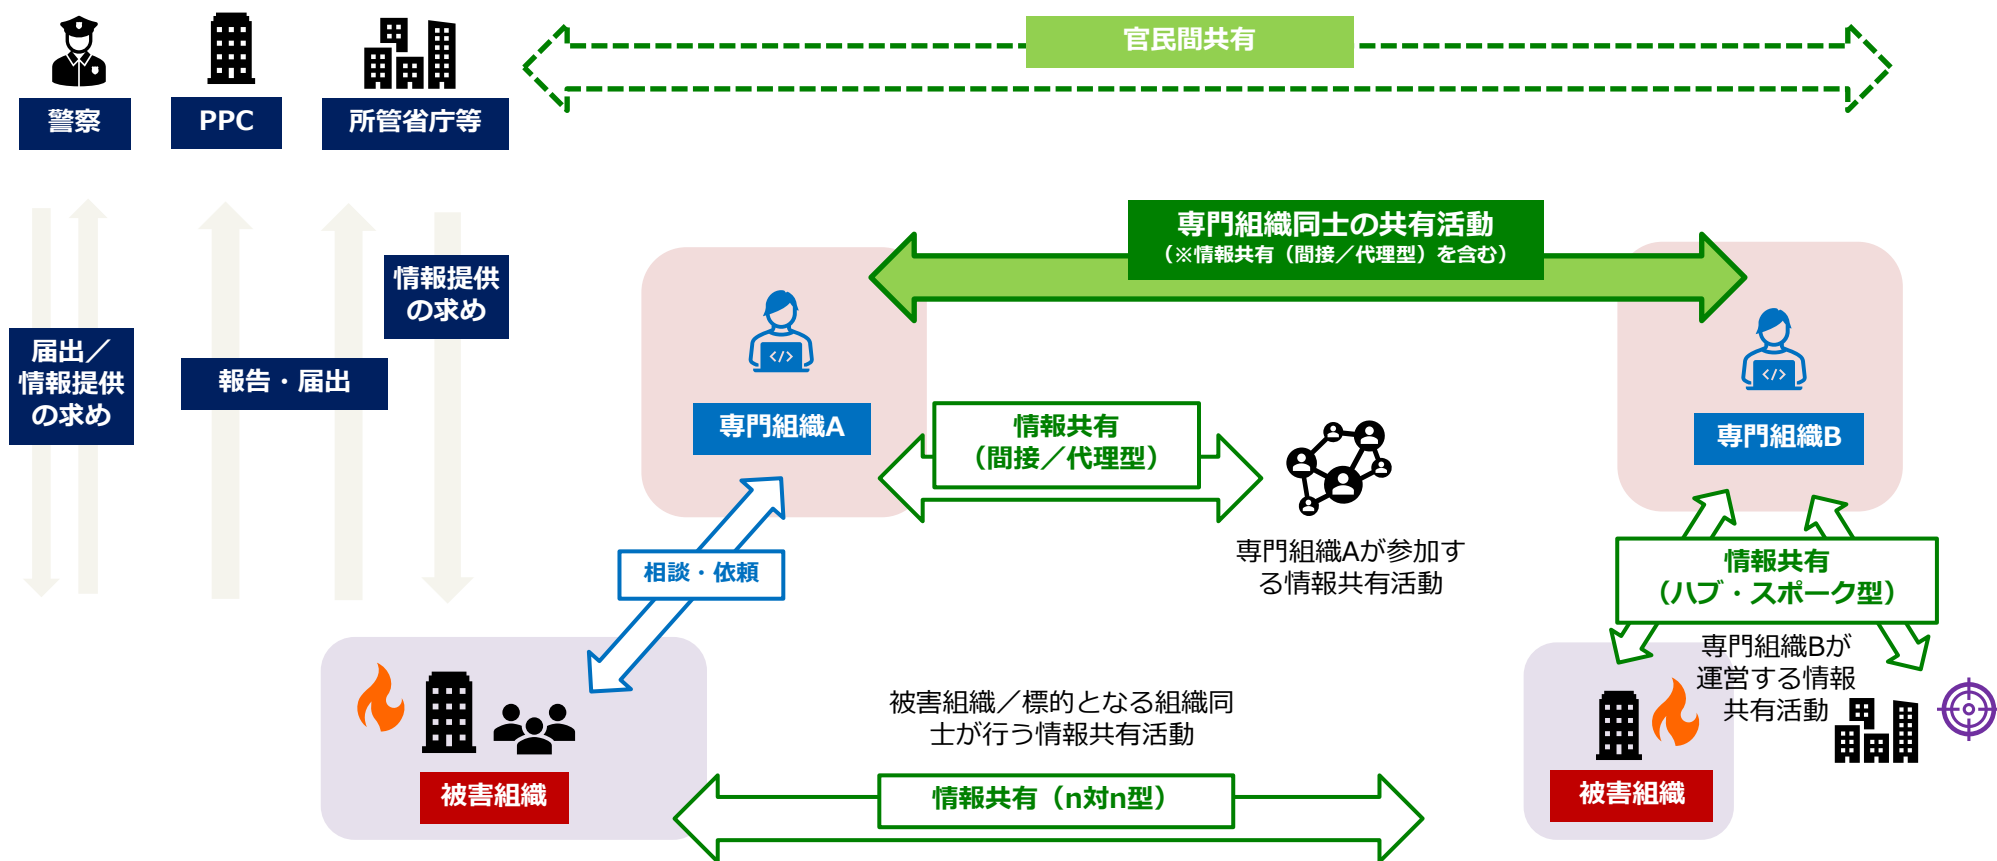 官民間共有
警察
PPC
所管省庁等
専門組織同士の共有活動
（※情報共有（間接／代理型）を含む）
情報提供
の求め
届出／
情報提供
の求め
報告・届出
専門組織A
情報共有
（間接／代理型）
専門組織B
専門組織Aが参加す
る情報共有活動
相談・依頼
情報共有
（ハブ・スポーク型）
専門組織Bが
運営する情報
共有活動
被害組織／標的となる組織同
士が行う情報共有活動
被害組織
情報共有（n対n型）
被害組織